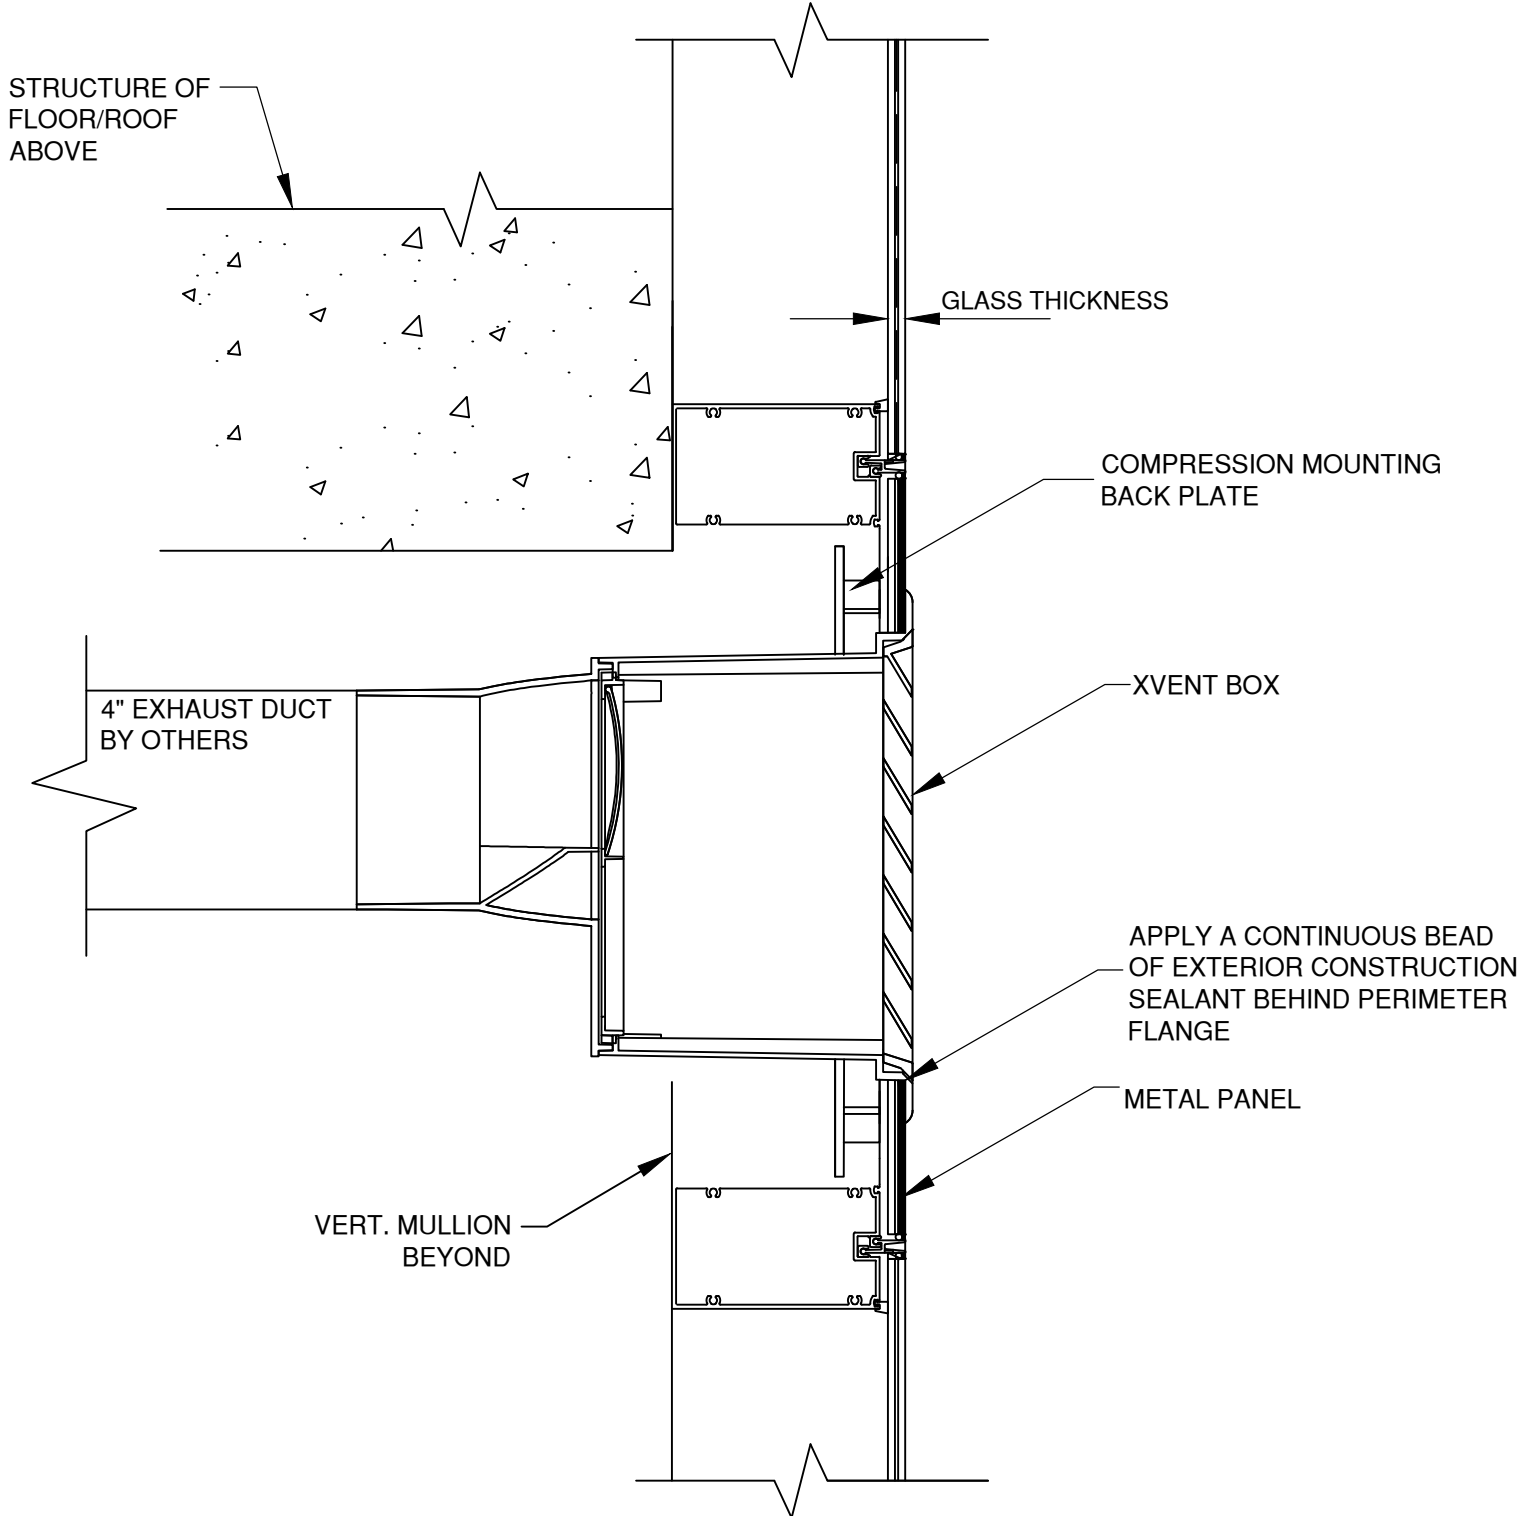 STRUCTURE OF
FLOOR/ROOF
ABOVE
GLASS THICKNESS
COMPRESSION MOUNTING
BACK PLATE
XVENT BOX
4" EXHAUST DUCT
BY OTHERS
APPLY A CONTINUOUS BEAD
OF EXTERIOR CONSTRUCTION
SEALANT BEHIND PERIMETER
FLANGE
METAL PANEL
VERT. MULLION
BEYOND